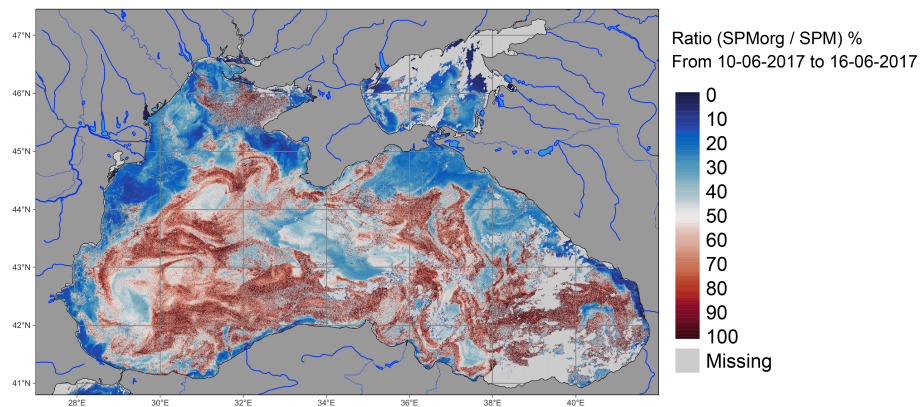 Ratio (SPMorg / SPM) %
From 10-06-2017 to 16-06-2017
0
10
20
30
40
50
60
70
80
90
100
Missing
47°N
46°N
45°N
44°N
43°N
42°N
41°N
28°E 30°E 32°E 34°E 36°E 38°E 40°E